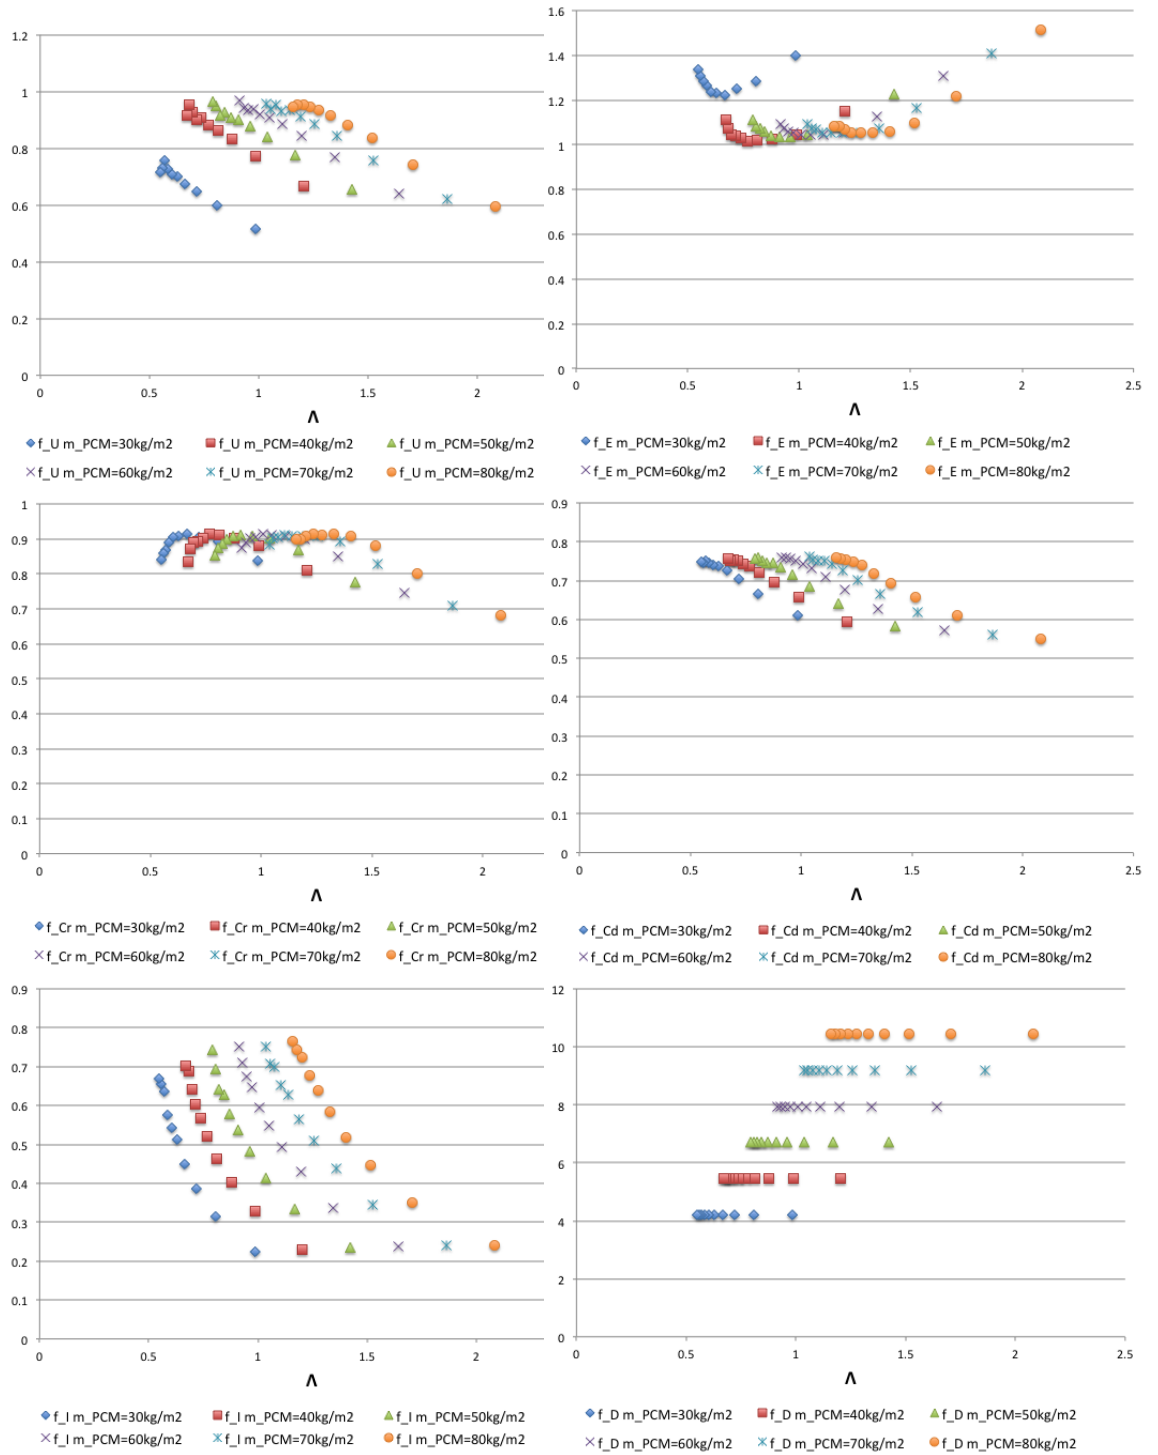 1.2
1
0.8
0.6
0.4
0.2
0
0 0.5 1 1.5 2
Λ
f_U m_PCM=30kg/m2 f_U m_PCM=40kg/m2 f_U m_PCM=50kg/m2
f_U m_PCM=60kg/m2 f_U m_PCM=70kg/m2 f_U m_PCM=80kg/m2
1.6
1.4
1.2
1
0.8
0.6
0.4
0.2
0
0 0.5 1 1.5 2 2.5
Λ
f_E m_PCM=30kg/m2 f_E m_PCM=40kg/m2 f_E m_PCM=50kg/m2
f_E m_PCM=60kg/m2 f_E m_PCM=70kg/m2 f_E m_PCM=80kg/m2
1
0.9
0.8
0.7
0.6
0.5
0.4
0.3
0.2
0.1
0
0 0.5 1 1.5 2
Λ
f_Cr m_PCM=30kg/m2 f_Cr m_PCM=40kg/m2 f_Cr m_PCM=50kg/m2
f_Cr m_PCM=60kg/m2 f_Cr m_PCM=70kg/m2 f_Cr m_PCM=80kg/m2
0.9
0.8
0.7
0.6
0.5
0.4
0.3
0.2
0.1
0
0 0.5 1 1.5 2 2.5
Λ
f_Cd m_PCM=30kg/m2 f_Cd m_PCM=40kg/m2 f_Cd m_PCM=50kg/m2
f_Cd m_PCM=60kg/m2 f_Cd m_PCM=70kg/m2 f_Cd m_PCM=80kg/m2
0.9
0.8
0.7
0.6
0.5
0.4
0.3
0.2
0.1
0
0 0.5 1 1.5 2
Λ
f_I m_PCM=30kg/m2 f_I m_PCM=40kg/m2 f_I m_PCM=50kg/m2
f_I m_PCM=60kg/m2 f_I m_PCM=70kg/m2 f_I m_PCM=80kg/m2
12
10
8
6
4
2
0
0 0.5 1 1.5 2 2.5
Λ
f_D m_PCM=30kg/m2 f_D m_PCM=40kg/m2 f_D m_PCM=50kg/m2
f_D m_PCM=60kg/m2 f_D m_PCM=70kg/m2 f_D m_PCM=80kg/m2